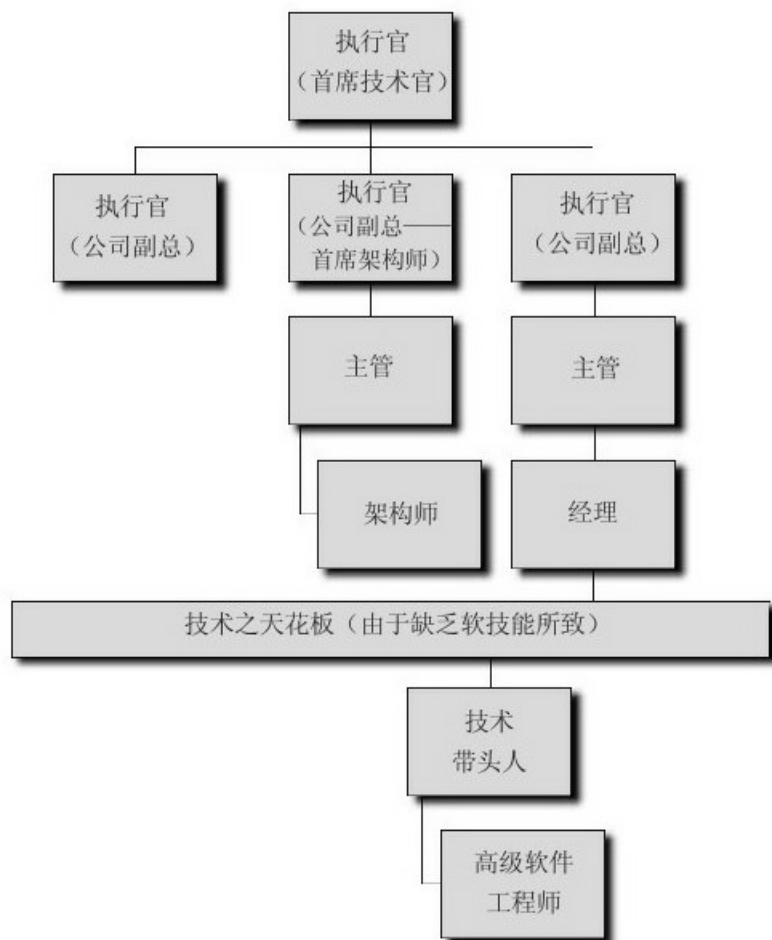 执行官
（首席技术官）
执行官
（公司副总）
执行官
（公司副总——
首席架构师）
执行官
（公司副总）
主管
主管
架构师
经理
技术之天花板（由于缺乏软技能所致）
技术
带头人
高级软件
工程师